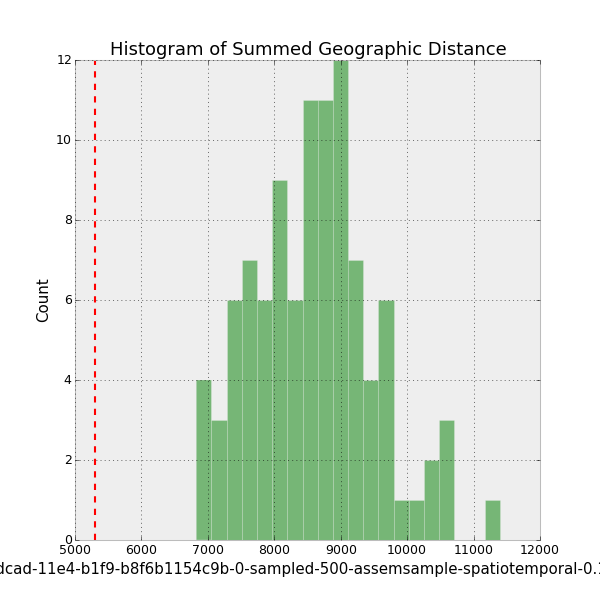 Histogram of Summed Geographic Distance
12
10
8
6
4
2
0
Count
5000 6000 7000 8000 9000 10000 11000 12000
dcad-11e4-b1f9-b8f6b1154c9b-0-sampled-500-assemsample-spatiotemporal-0.1